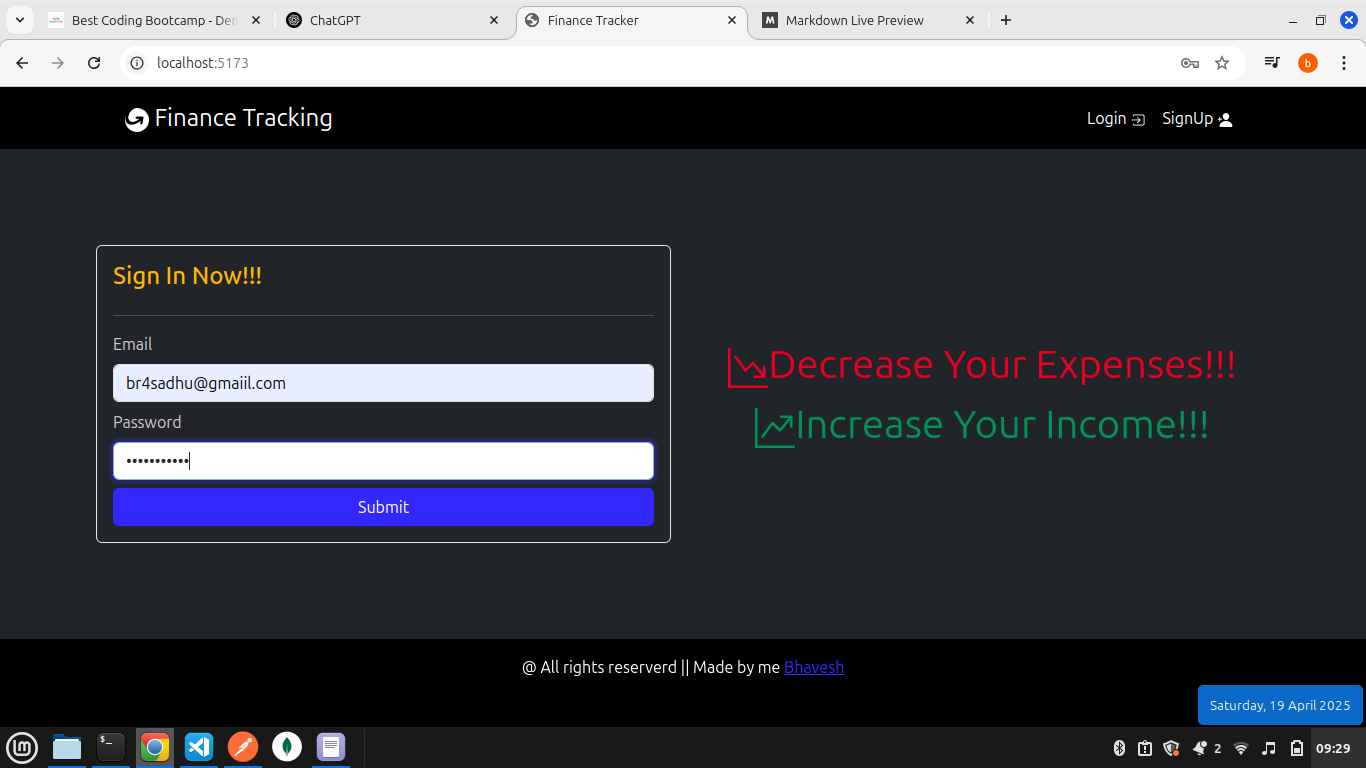 Best Coding Bootcamp - Den
ChatGPT
Finance Tracker
M Markdown Live Preview
localhost:5173
b
Finance Tracking
Login
SignUp
Sign In Now!!!
Email
br4sadhu@gmaiil.com
Password
•••••••••••
Submit
Decrease Your Expenses!!!
Increase Your Income!!!
@ All rights reserverd || Made by me Bhavesh
Saturday, 19 April 2025
$_
2
09:29